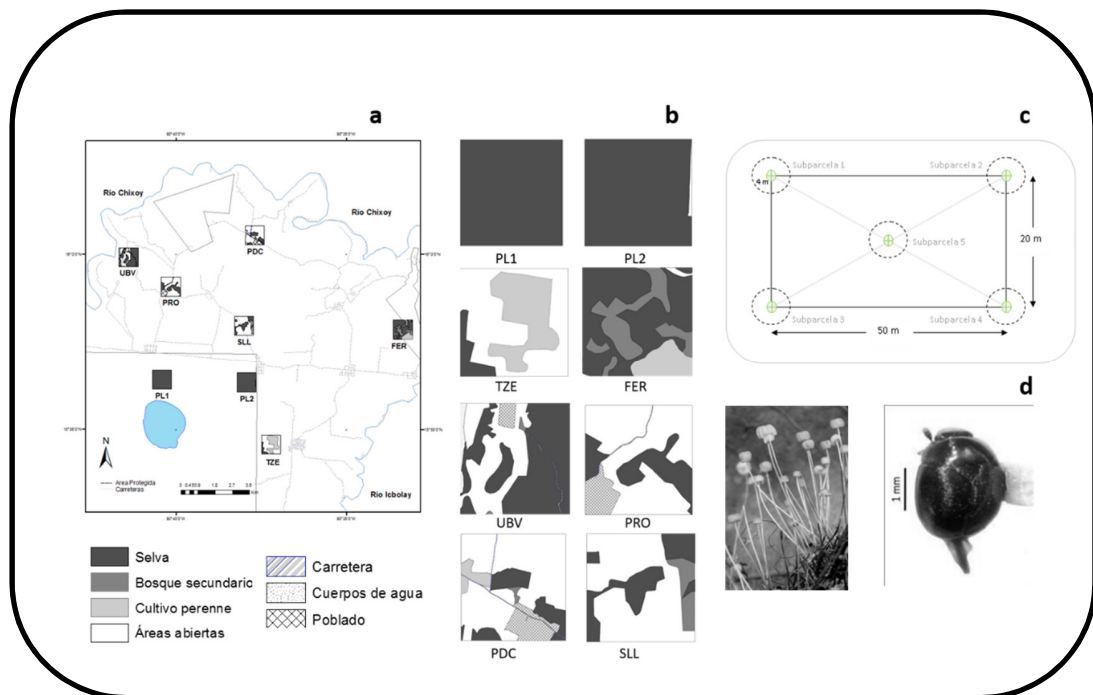 a
b
c
Río Chixoy
Río Chixoy
PDC
UBV
PRO
SLL
FER
PL1
PL2
TZE
N
Area Protegida
Carreteras
Río Icbolay
Selva
Bosque secundaric
Cultivo perenne
Áreas abiertas
Carretera
Cuerpos de agua
Poblado
PL1
PL2
TZE
FER
UBV
PRO
PDC
SLL
Subparcela 1
Subparcela 2
4 m
Subparcela 5
20 m
Subparcela 3
Subparcela 4
50 m
d
1 mm